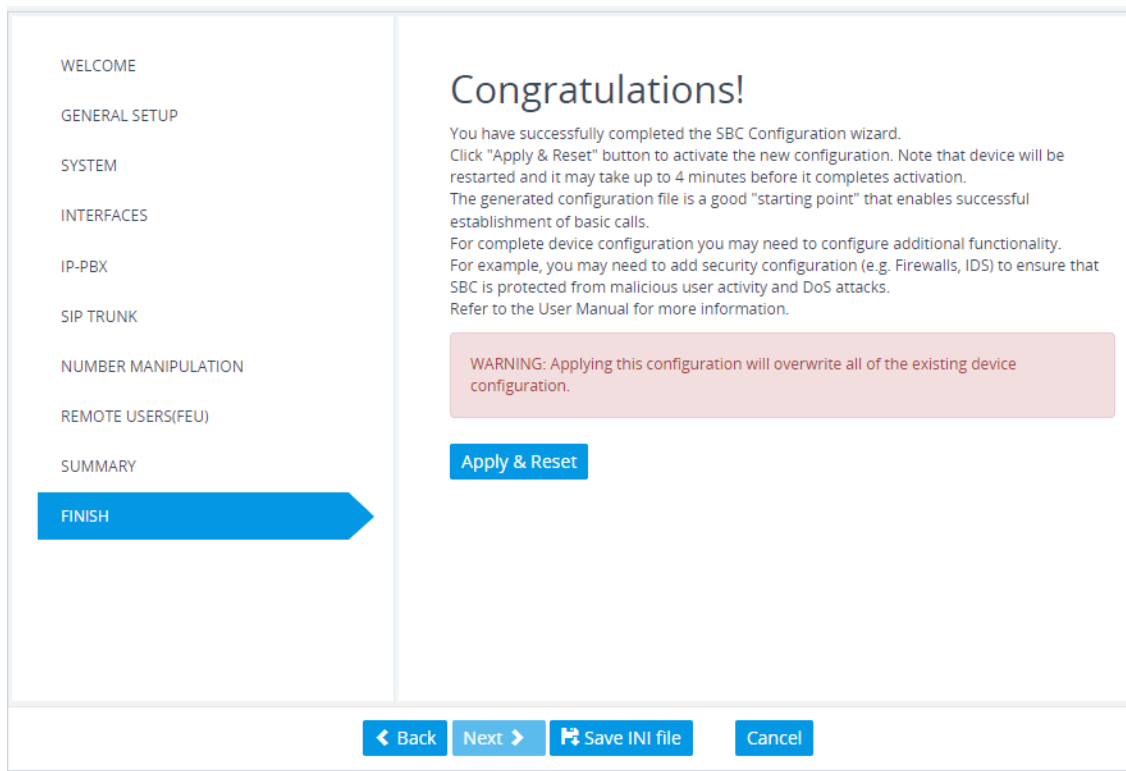 WELCOME
GENERAL SETUP
SYSTEM
INTERFACES
IP-PBX
SIP TRUNK
NUMBER MANIPULATION
REMOTE USERS(FEU)
SUMMARY
FINISH
Congratulations!
You have successfully completed the SBC Configuration wizard.
Click "Apply & Reset" button to activate the new configuration. Note that device will be
restarted and it may take up to 4 minutes before it completes activation.
The generated configuration file is a good "starting point" that enables successful
establishment of basic calls.
For complete device configuration you may need to configure additional functionality.
For example, you may need to add security configuration (e.g. Firewalls, IDS) to ensure that
SBC is protected from malicious user activity and DoS attacks.
Refer to the User Manual for more information.
WARNING: Applying this configuration will overwrite all of the existing device
configuration.
Apply & Reset
Back Next Save INI file Cancel